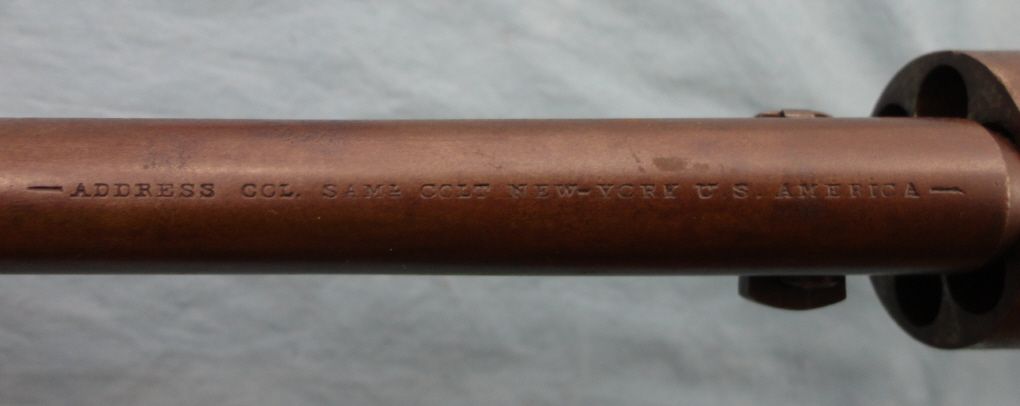 —ADDRESS COL. SAML COLT NEW-YORK U.S. AMERICA—